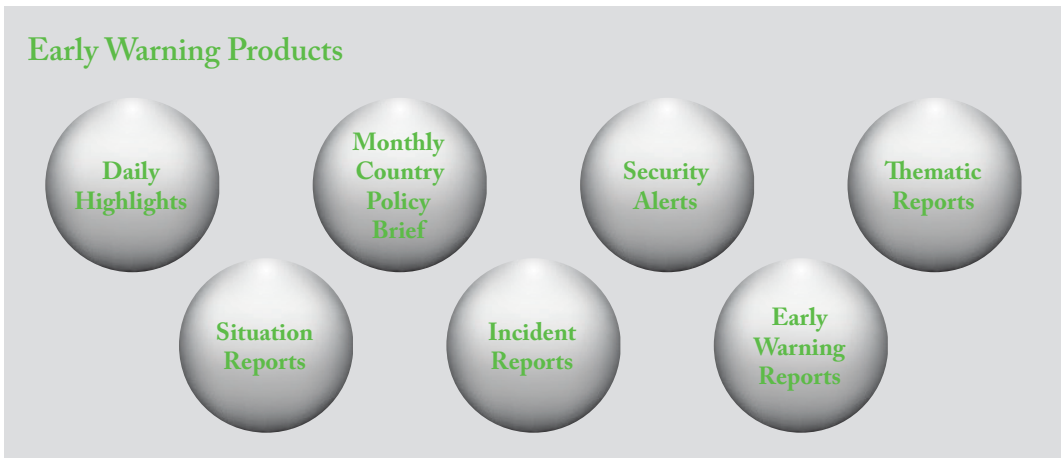 Early Warning Products
Daily
Highlights
Monthly
Country
Policy
Brief
Security
Alerts
Thematic
Reports
Situation
Reports
Incident
Reports
Early
Warning
Reports